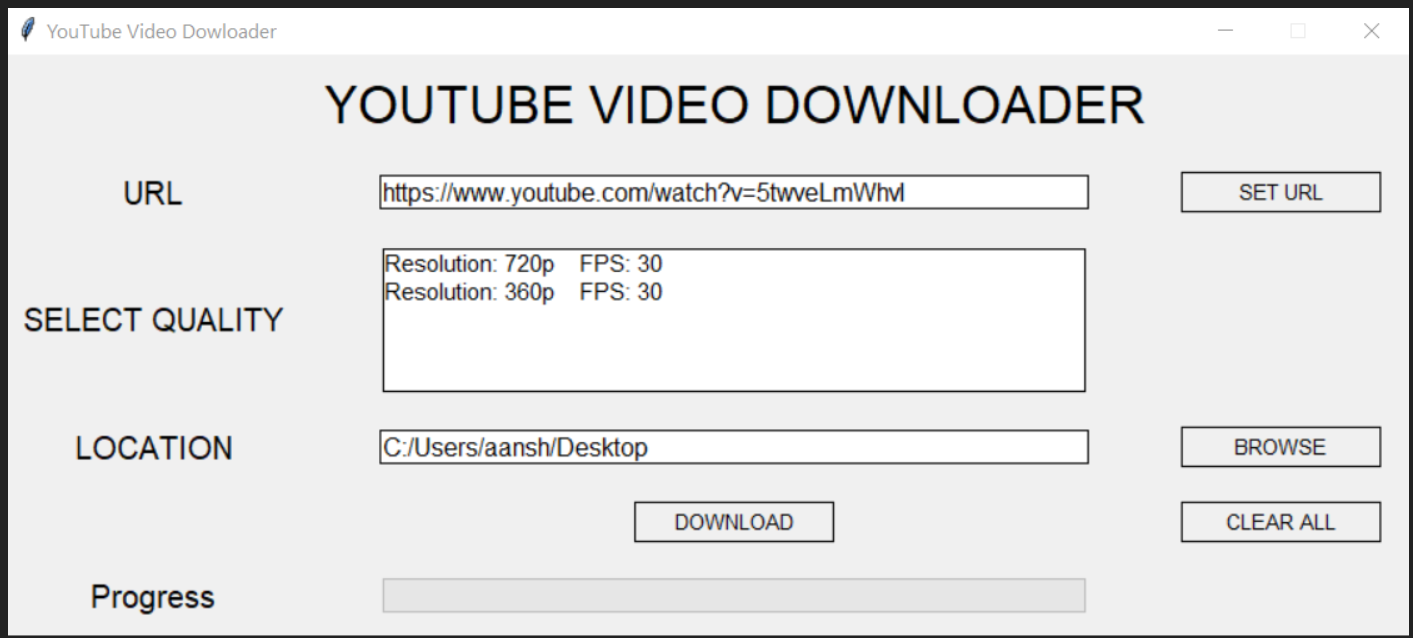 YouTube Video Dowloader
YOUTUBE VIDEO DOWNLOADER
URL
https://www.youtube.com/watch?v=5twveLmWhvI
SET URL
SELECT QUALITY
Resolution: 720p FPS: 30
Resolution: 360p FPS: 30
LOCATION
C:/Users/aansh/Desktop
BROWSE
DOWNLOAD
CLEAR ALL
Progress